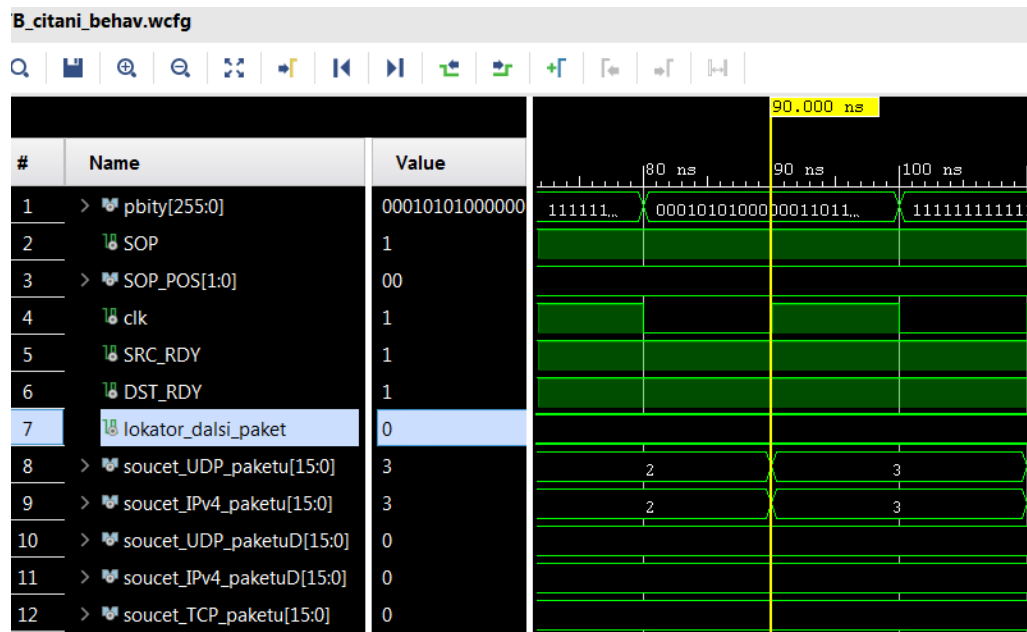 B_citani_behav.wcfg
90.000 ns
# Name Value
80 ns 90 ns 100 ns
1 pbity[255:0] 00010101000000 111111... 0001010100000011011... 11111111111
2 SOP 1
3 SOP_POS[1:0] 00
4 clk 1
5 SRC_RDY 1
6 DST_RDY 1
7 lokator_dalsi_paket 0
8 soucet_UDP_paketu[15:0] 3 2 3
9 soucet_IPv4_paketu[15:0] 3 2 3
10 soucet_UDP_paketuD[15:0] 0
11 soucet_IPv4_paketuD[15:0] 0
12 soucet_TCP_paketu[15:0] 0